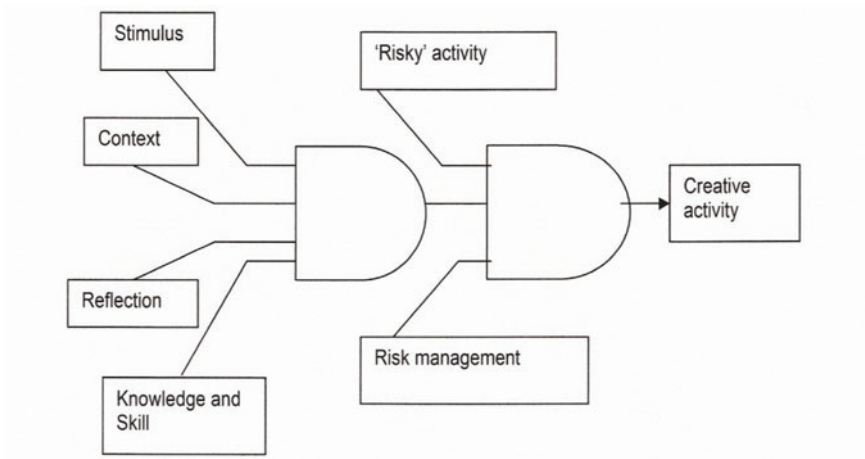 Stimulus
'Risky' activity
Context
Creative
activity
Reflection
Risk management
Knowledge and
Skill